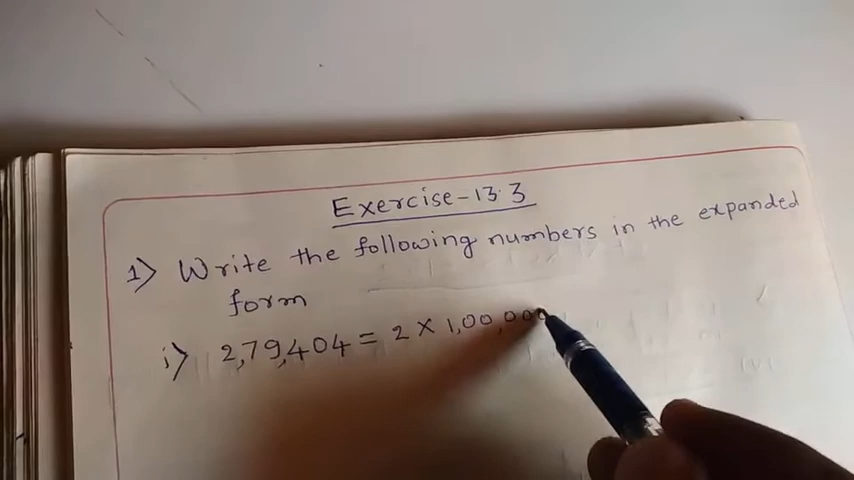 Exercise-13.3
1) Write the following numbers in the expanded
form
i) 2,79,404 = 2 × 1,00,000